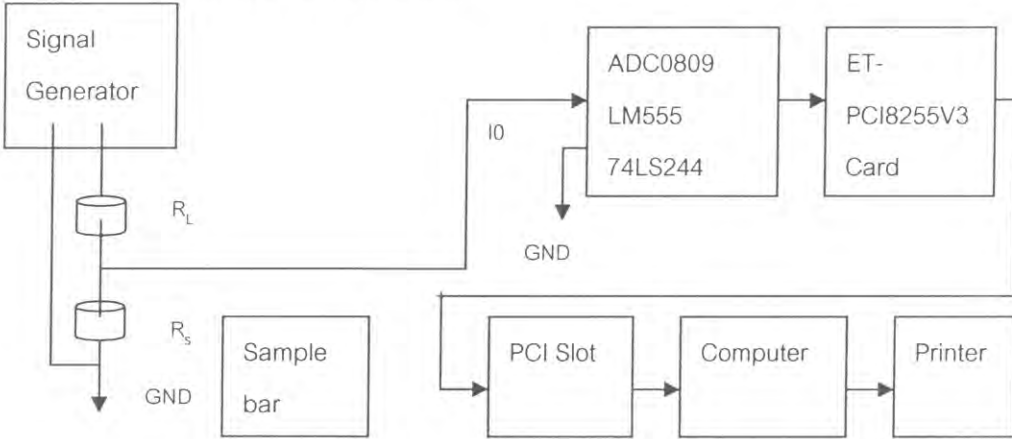 Signal
Generator
R_L
R_s
GND
I0
GND
ADC0809
LM555
74LS244
ET-
PCI8255V3
Card
Sample
bar
PCI Slot
Computer
Printer